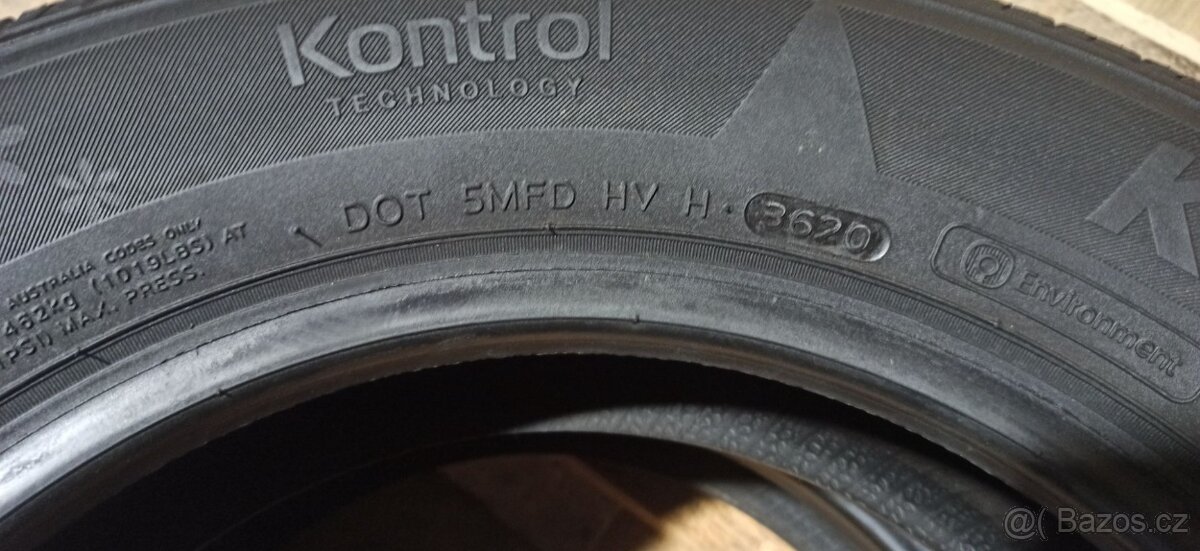 Kontrol
TECHNOLOGY
DOT 5MFD HV H · 3620
AUSTRALIA CODES ONLY
462kg (1019LBS) AT
PSI) MAX. PRESS.
K
Environment
@( Bazos.cz